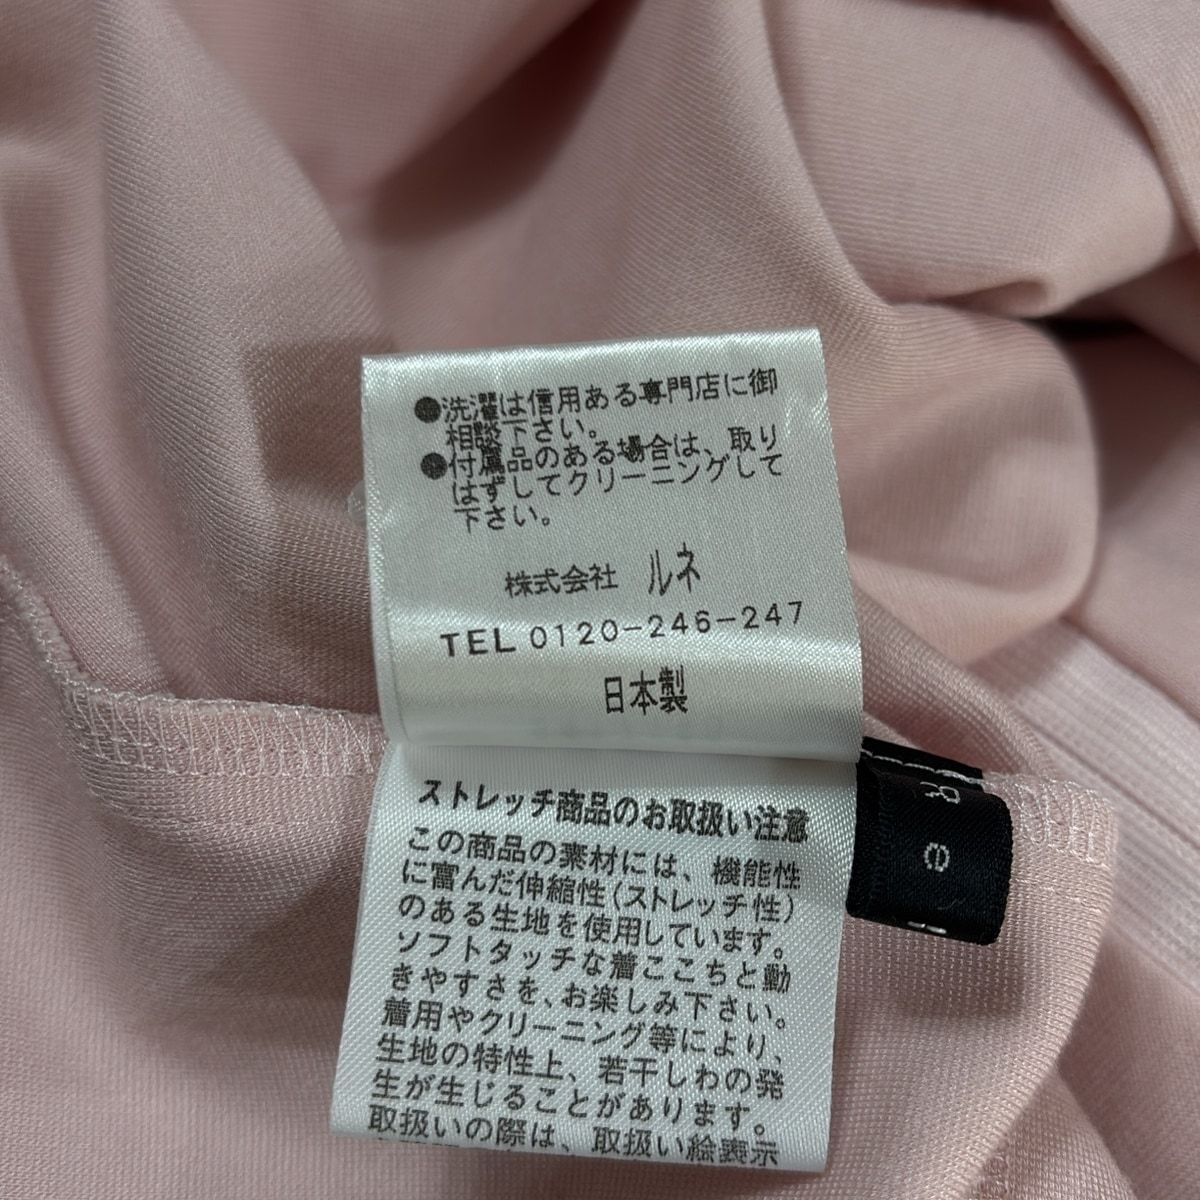 ●洗濯は信用ある専門店に御
相談下さい。
●付属品のある場合は、取り
はずしてクリーニングして
下さい。
株式会社 ルネ
TEL 0120-246-247
日本製
ストレッチ商品のお取扱い注意
この商品の素材には、機能性
に富んだ伸縮性(ストレッチ性)
のある生地を使用しています。
ソフトタッチな着ここちと動
きやすさを、お楽しみ下さい。
着用やクリーニング等により、
生地の特性上、若干しわの発
生が生じることがあります。
取扱いの際は、取扱い絵表示
R
e